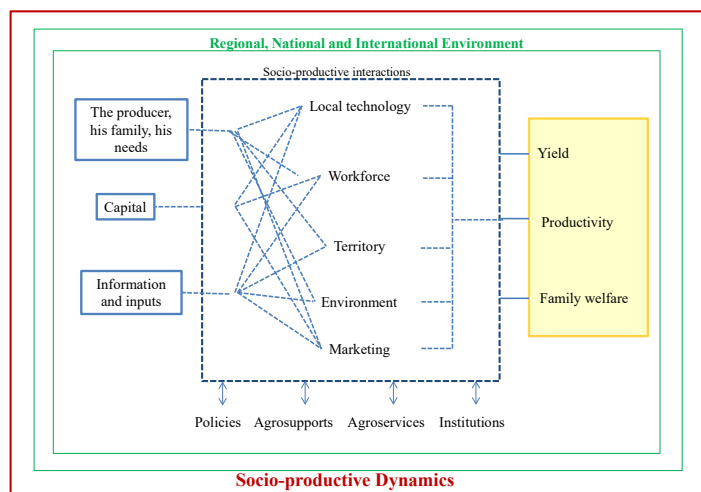 Regional, National and International Environment
Socio-productive interactions
The producer,
his family, his
needs
Capital
Information
and inputs
Local technology
Workforce
Territory
Environment
Marketing
Yield
Productivity
Family welfare
Policies
Agrosupports
Agroservices
Institutions
Socio-productive Dynamics